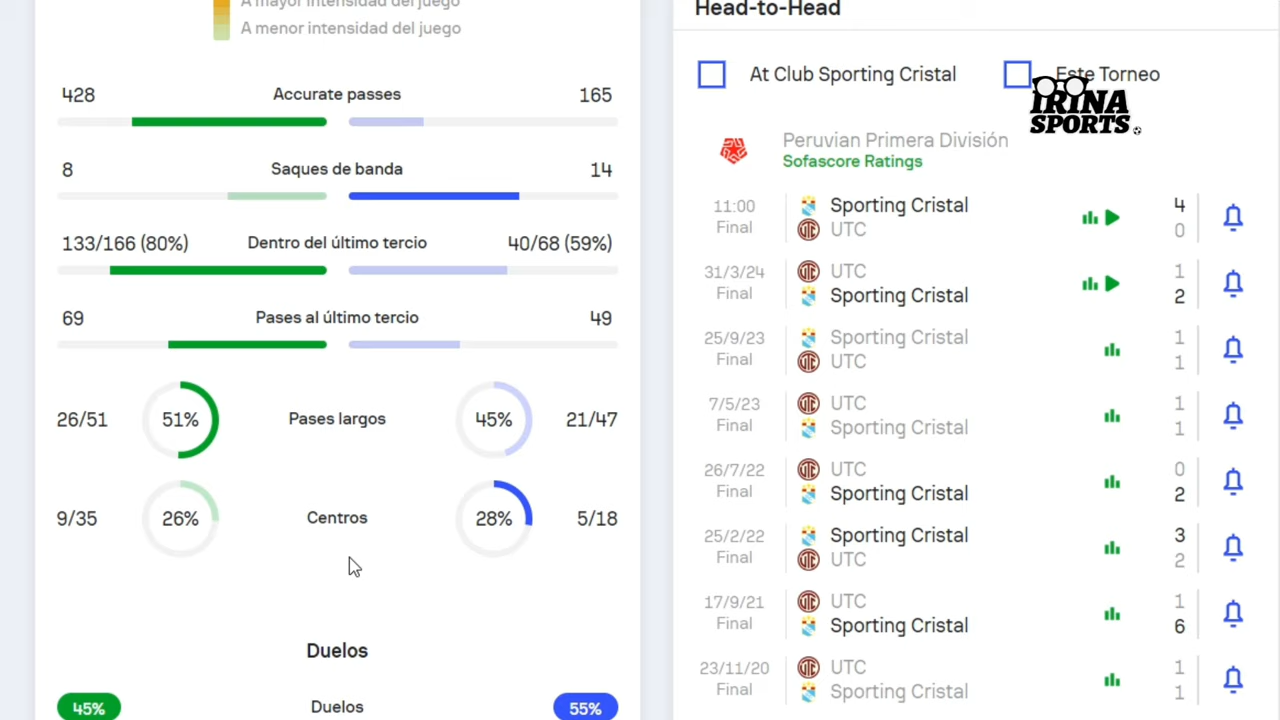 A mayor intensidad del juego
A menor intensidad del juego
428 Accurate passes 165
8 Saques de banda 14
133/166 (80%) Dentro del último tercio 40/68 (59%)
69 Pases al último tercio 49
26/51 51% Pases largos 45% 21/47
9/35 26% Centros 28% 5/18
Duelos
45% Duelos 55%
Head-to-Head
At Club Sporting Cristal Este Torneo
IRINA
SPORTS
Peruvian Primera División
Sofascore Ratings
11:00 Sporting Cristal 4
Final UTC 0
31/3/24 UTC 1
Final Sporting Cristal 2
25/9/23 Sporting Cristal 1
Final UTC 1
7/5/23 UTC 1
Final Sporting Cristal 1
26/7/22 UTC 0
Final Sporting Cristal 2
25/2/22 Sporting Cristal 3
Final UTC 2
17/9/21 UTC 1
Final Sporting Cristal 6
23/11/20 UTC 1
Final Sporting Cristal 1